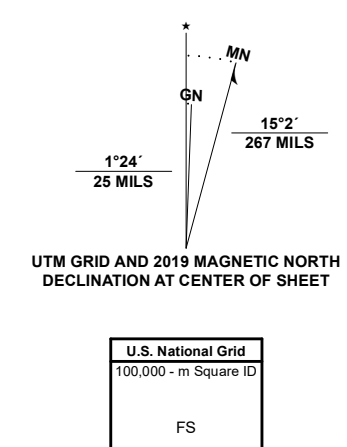 ★
MN
GN
15°2´
267 MILS
1°24´
25 MILS
UTM GRID AND 2019 MAGNETIC NORTH
DECLINATION AT CENTER OF SHEET
U.S. National Grid
100,000 - m Square ID
FS